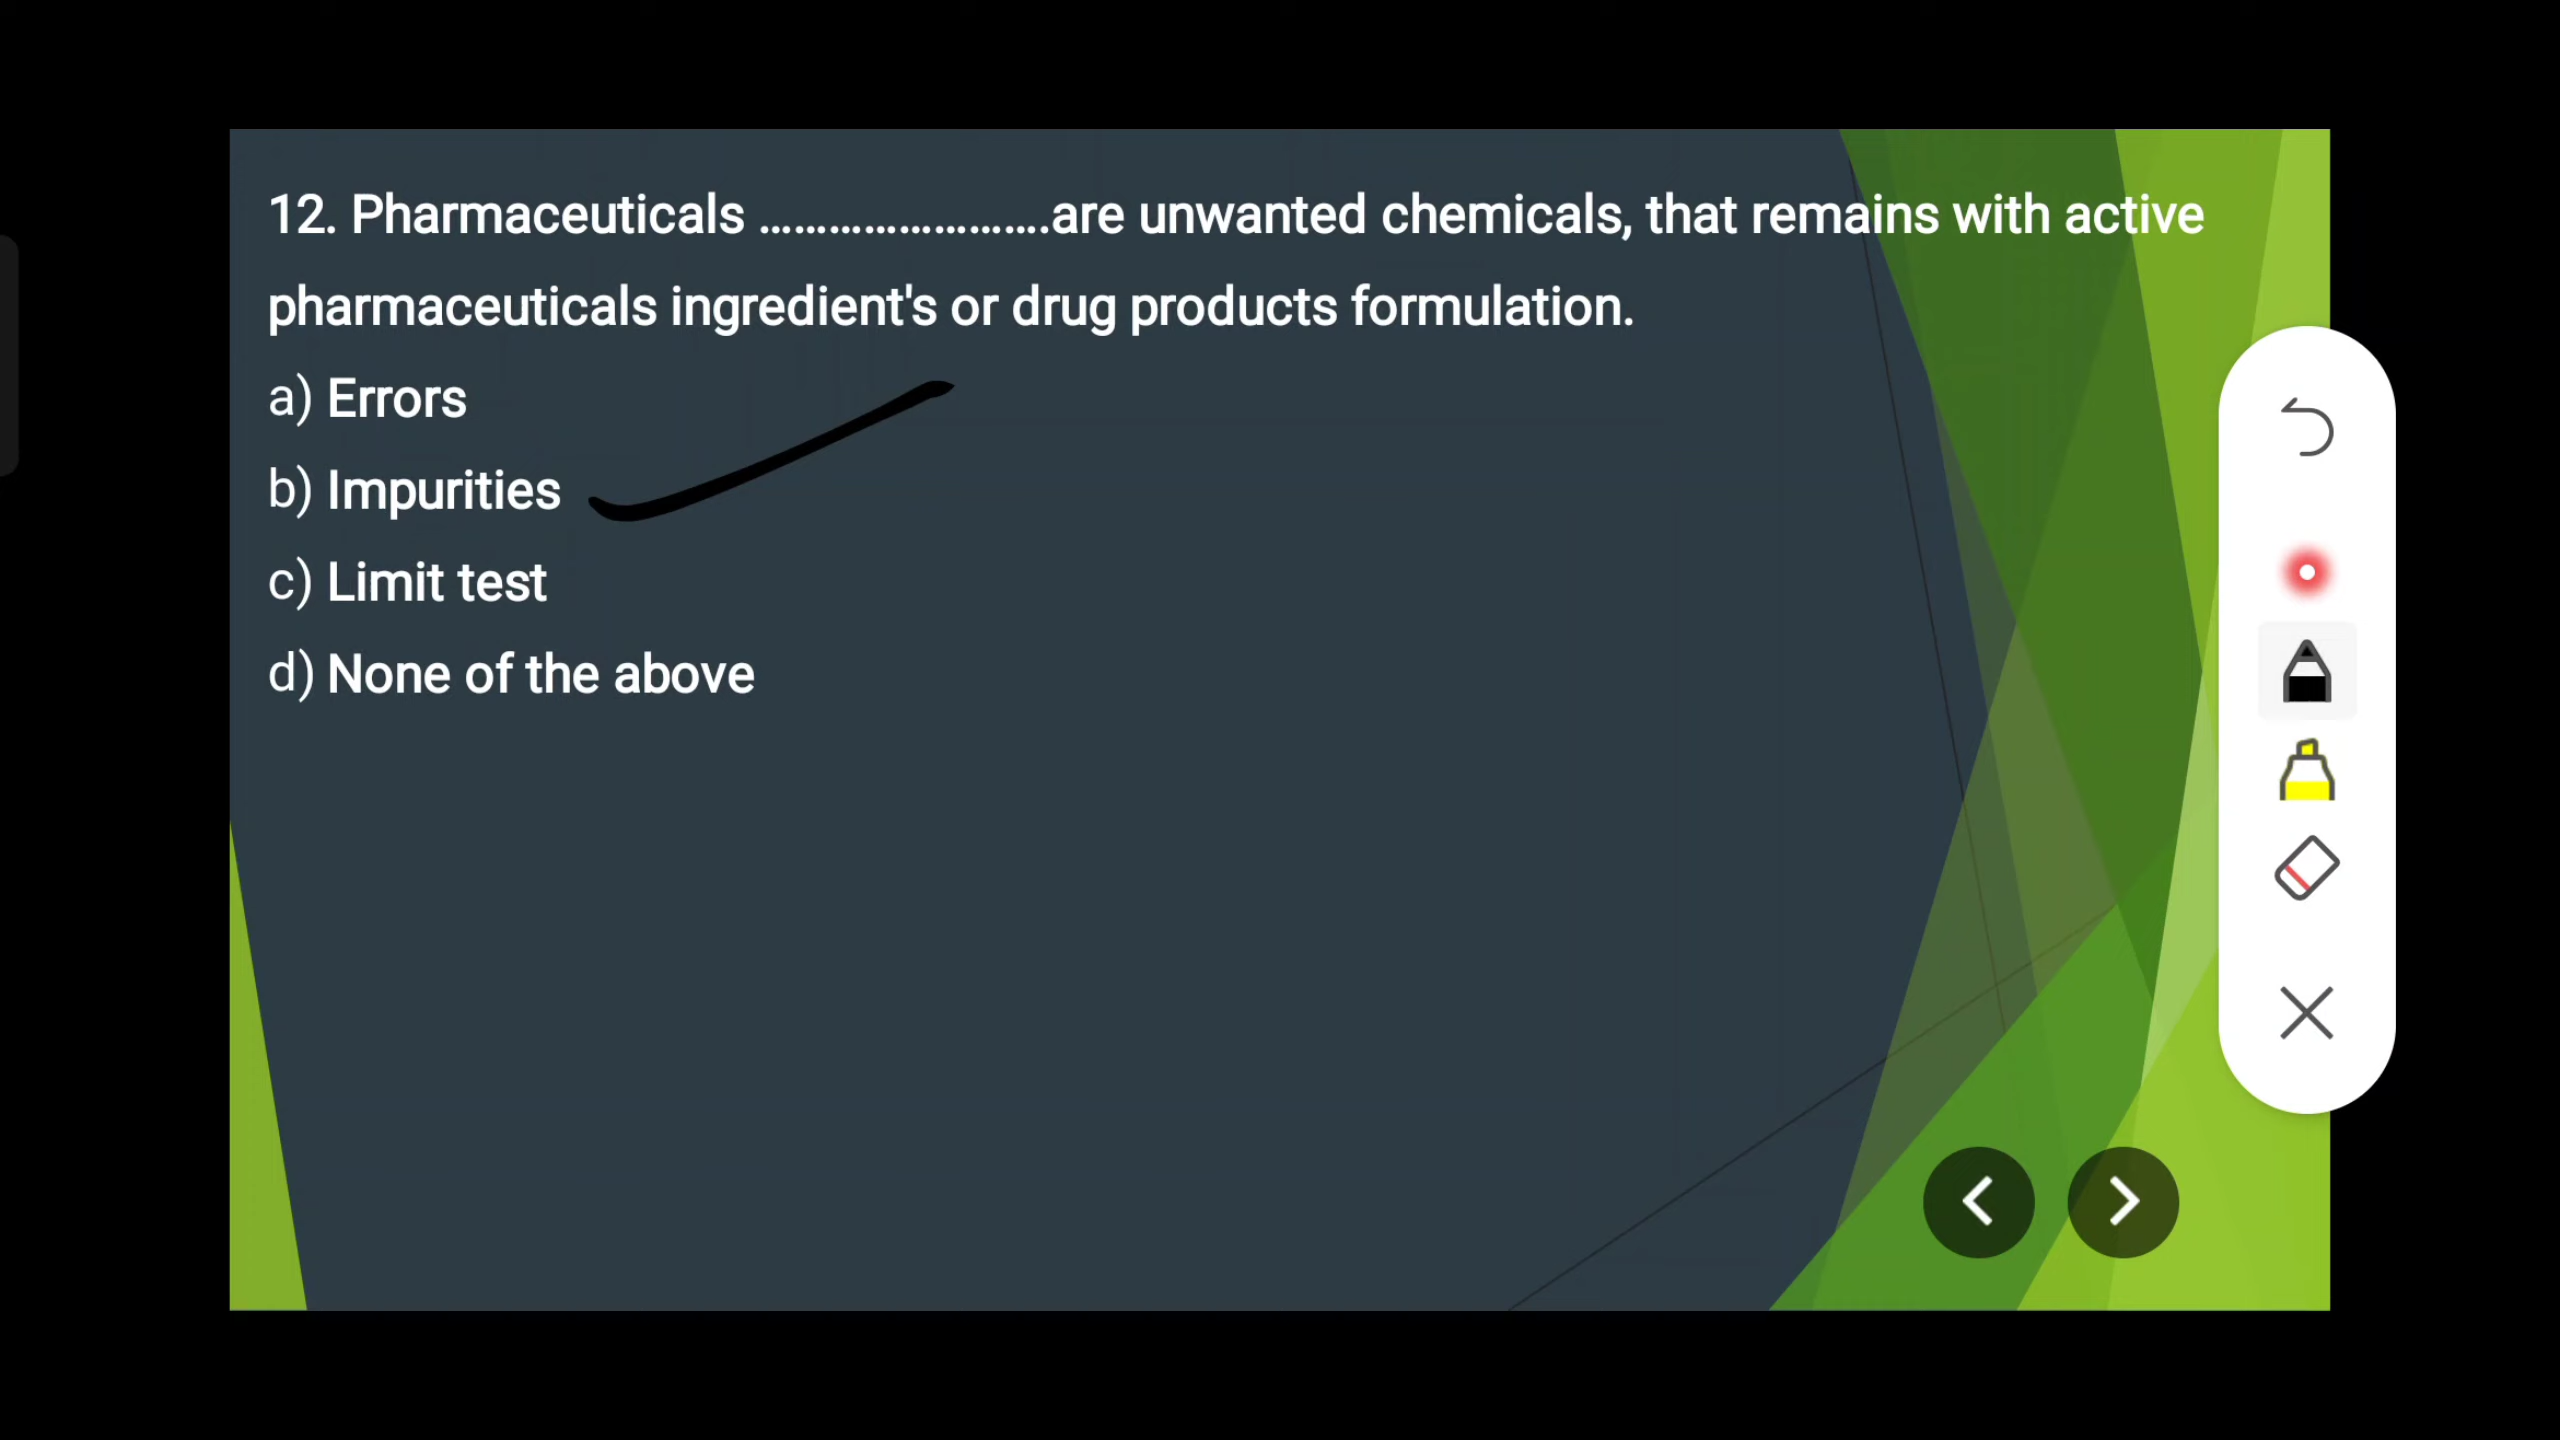 12. Pharmaceuticals .........................are unwanted chemicals, that remains with active
pharmaceuticals ingredient's or drug products formulation.
a) Errors
b) Impurities
c) Limit test
d) None of the above